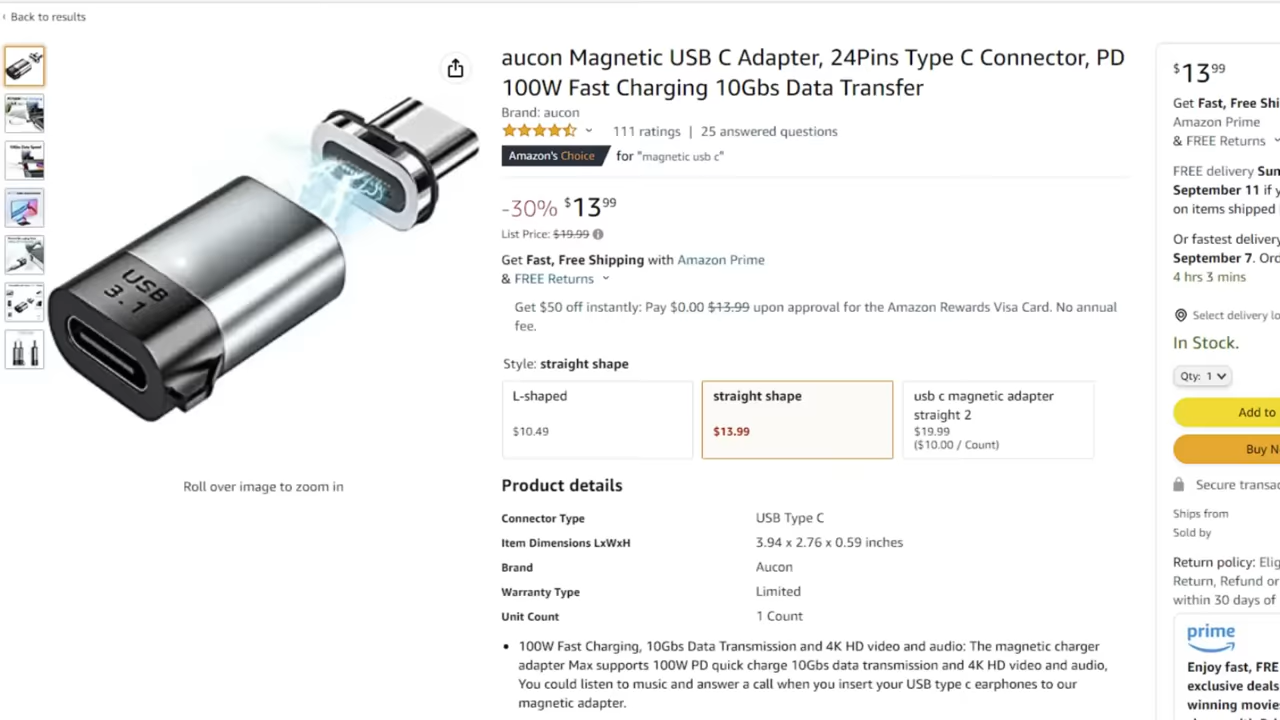 ‹ Back to results
USB
3.1
Roll over image to zoom in
aucon Magnetic USB C Adapter, 24Pins Type C Connector, PD
100W Fast Charging 10Gbs Data Transfer
Brand: aucon
111 ratings | 25 answered questions
Amazon's Choice for "magnetic usb c"
-30% $13 99
List Price: $19.99
Get Fast, Free Shipping with Amazon Prime
& FREE Returns
Get $50 off instantly: Pay $0.00 $13.99 upon approval for the Amazon Rewards Visa Card. No annual
fee.
Style: straight shape
L-shaped
$10.49
straight shape
$13.99
usb c magnetic adapter
straight 2
$19.99
($10.00 / Count)
Product details
Connector Type USB Type C
Item Dimensions LxWxH 3.94 x 2.76 x 0.59 inches
Brand Aucon
Warranty Type Limited
Unit Count 1 Count
• 100W Fast Charging, 10Gbs Data Transmission and 4K HD video and audio: The magnetic charger
adapter Max supports 100W PD quick charge 10Gbs data transmission and 4K HD video and audio,
You could listen to music and answer a call when you insert your USB type c earphones to our
magnetic adapter.
$13 99
Get Fast, Free Shi
Amazon Prime
& FREE Returns
FREE delivery Sun
September 11 if y
on items shipped
Or fastest delivery
September 7. Ord
4 hrs 3 mins
Select delivery lo
In Stock.
Qty: 1
Add to
Buy N
Secure transac
Ships from
Sold by
Return policy: Elig
Return, Refund or
within 30 days of
prime
Enjoy fast, FRE
exclusive deals
winning movie